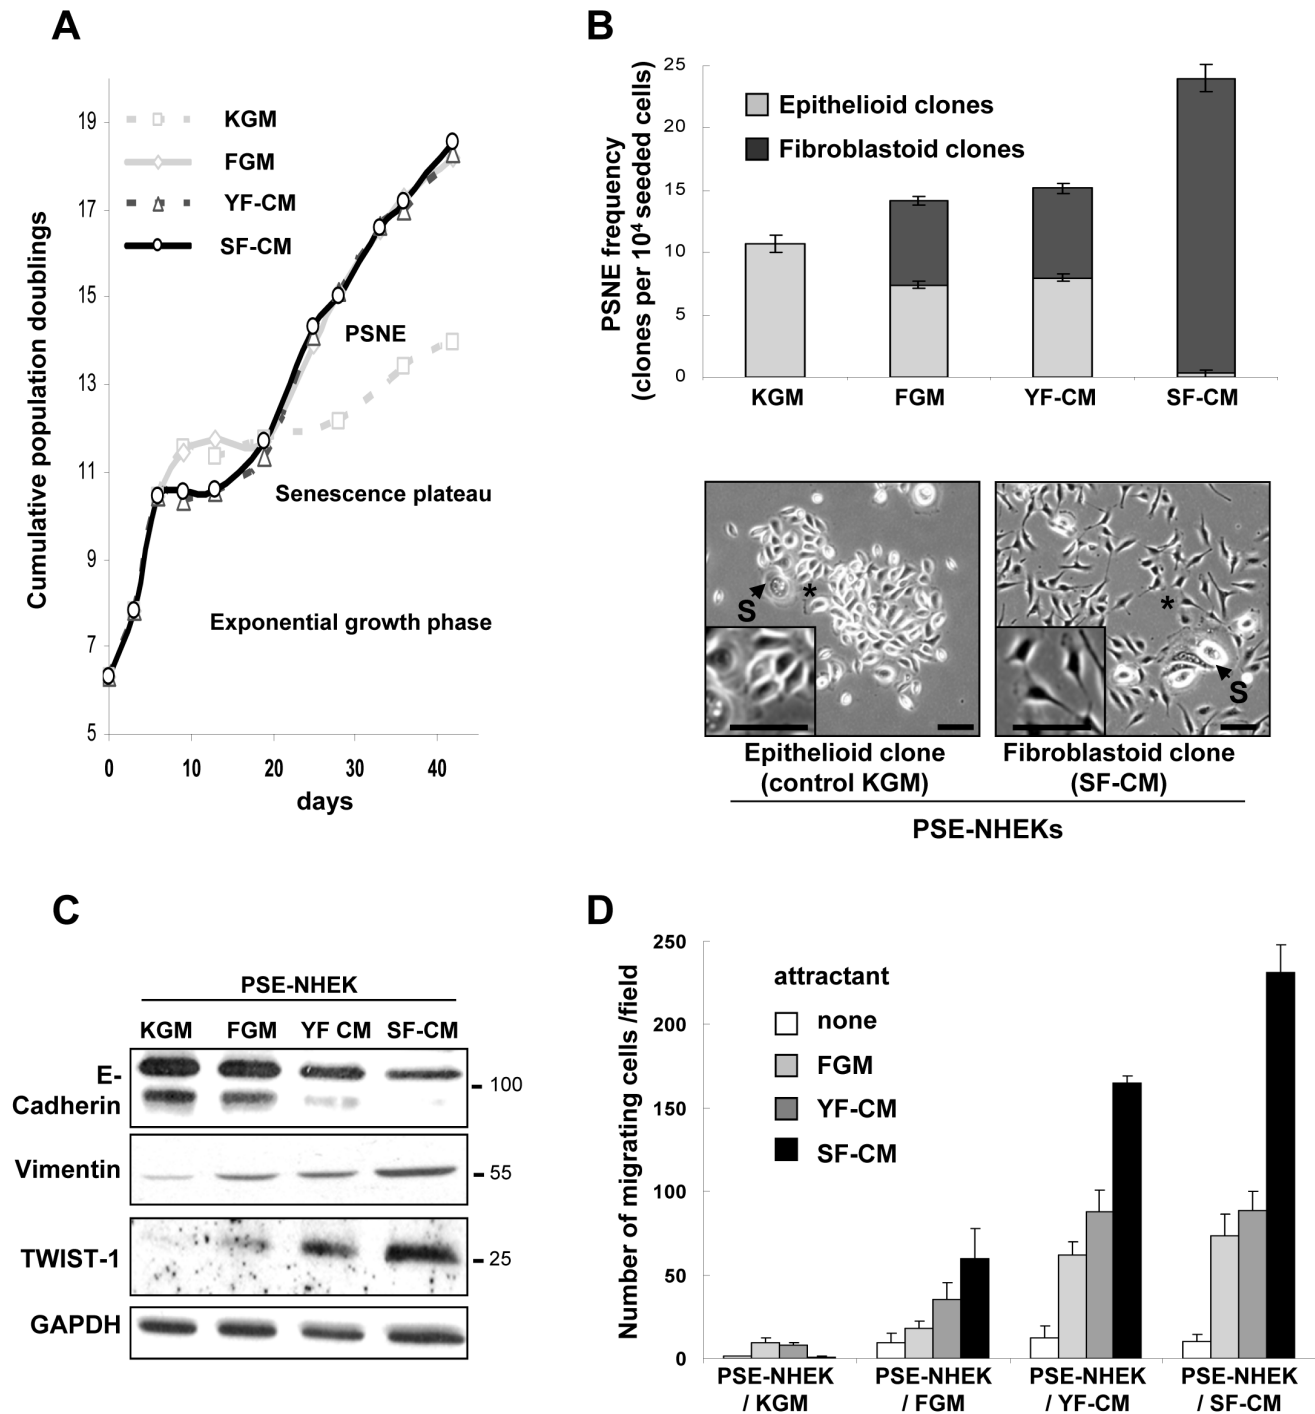 A
Cumulative population doublings
19
17
15
13
11
9
7
5
0 10 20 30 40
days
KGM
FGM
YF-CM
SF-CM
PSNE
Senescence plateau
Exponential growth phase
B
PSNE frequency
(clones per 10⁴ seeded cells)
25
20
15
10
5
0
Epithelioid clones
Fibroblastoid clones
KGM FGM YF-CM SF-CM
S
*
*
S
Epithelioid clone
(control KGM)
Fibroblastoid clone
(SF-CM)
PSE-NHEKs
C
PSE-NHEK
KGM FGM YF CM SF-CM
E-
Cadherin
100
Vimentin
55
TWIST-1
25
GAPDH
D
Number of migrating cells /field
250
200
150
100
50
0
attractant
none
FGM
YF-CM
SF-CM
PSE-NHEK
/ KGM
PSE-NHEK
/ FGM
PSE-NHEK
/ YF-CM
PSE-NHEK
/ SF-CM